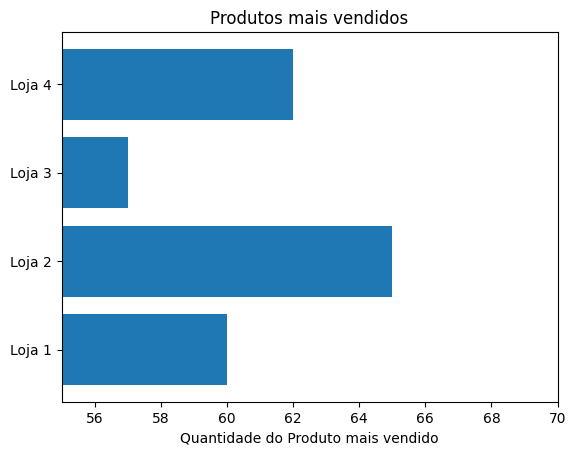 Produtos mais vendidos
Loja 4
Loja 3
Loja 2
Loja 1
56 58 60 62 64 66 68 70
Quantidade do Produto mais vendido